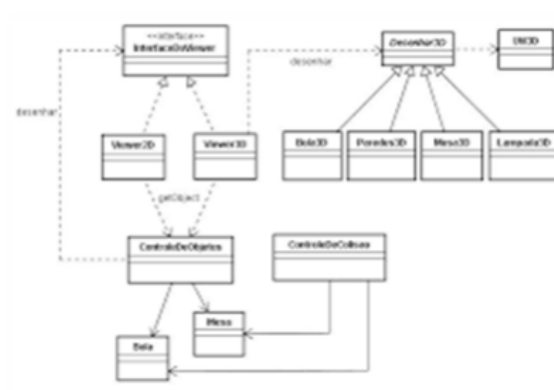 <<interface>>
InterfaceDoViewer
Desenhar3D
Util3D
desenhar
desenhar
Viewer2D
Viewer3D
Bola3D
Paredes3D
Mesa3D
Lampada3D
getObject
ControleDeObjetos
ControleDeColisao
Mesa
Bola